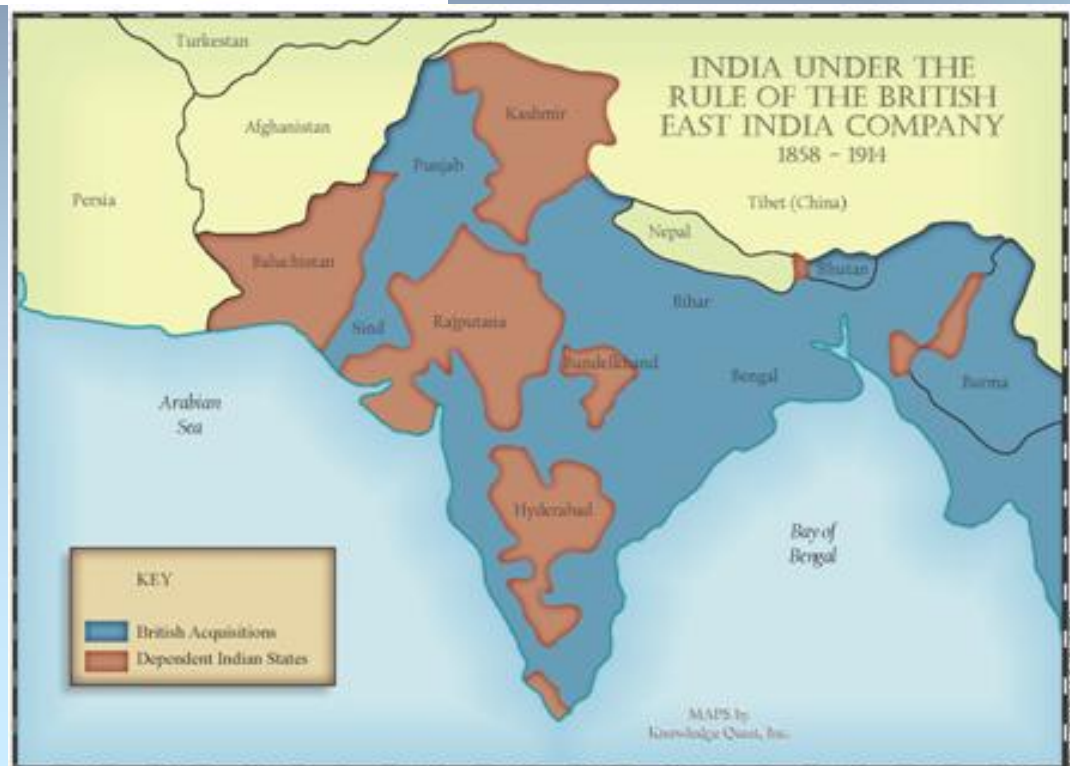 INDIA UNDER THE
RULE OF THE BRITISH
EAST INDIA COMPANY
1858 - 1914
Turkestan
Afghanistan
Kashmir
Punjab
Persia
Tibet (China)
Nepal
Baluchistan
Bhutan
Bihar
Sind
Rajputana
Bundelkhand
Bengal
Burma
Arabian
Sea
Hyderabad
Bay of
Bengal
KEY
British Acquisitions
Dependent Indian States
MAPS by
Knowledge Quest, Inc.